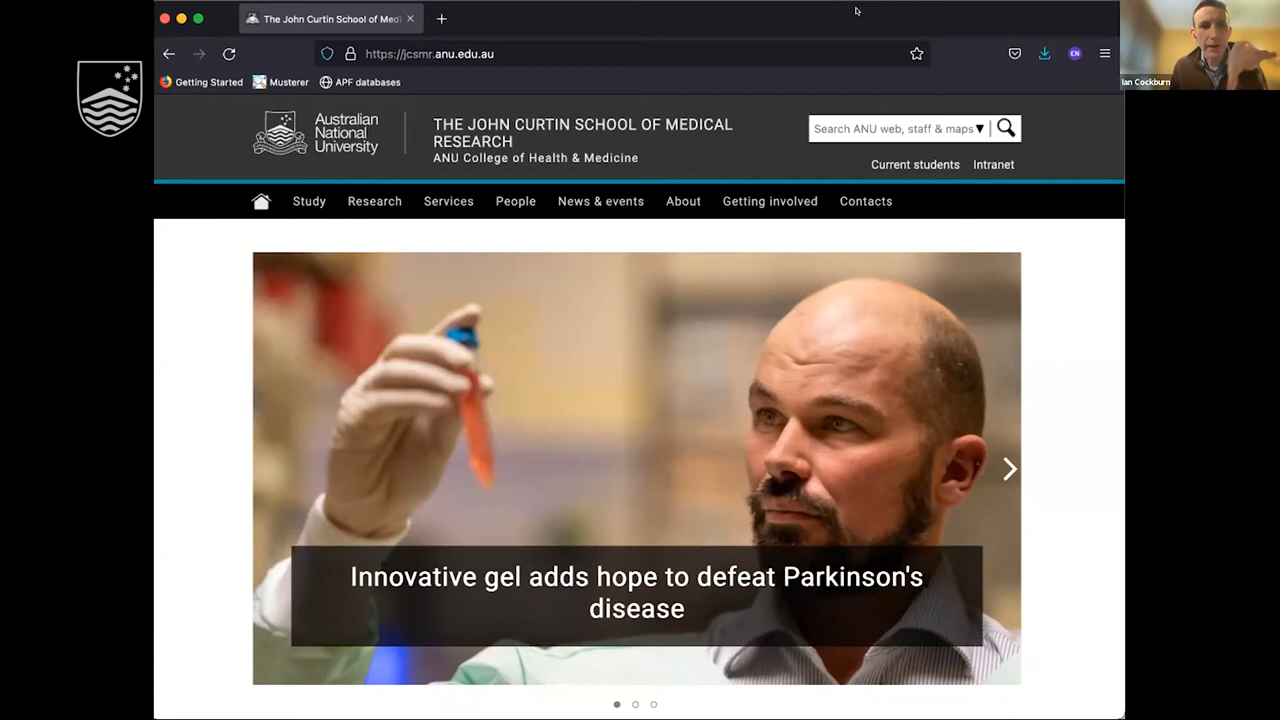 The John Curtin School of Medi
https://jcsmr.anu.edu.au
EN
Getting Started
Musterer
APF databases
Ian Cockburn
Australian
National
University
THE JOHN CURTIN SCHOOL OF MEDICAL
RESEARCH
ANU College of Health & Medicine
Search ANU web, staff & maps
Current students
Intranet
Study
Research
Services
People
News & events
About
Getting involved
Contacts
Innovative gel adds hope to defeat Parkinson's
disease